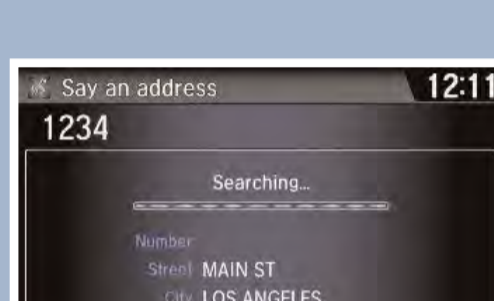 Say an address 12:11
1234
Searching...
Number
Street MAIN ST
City LOS ANGELES